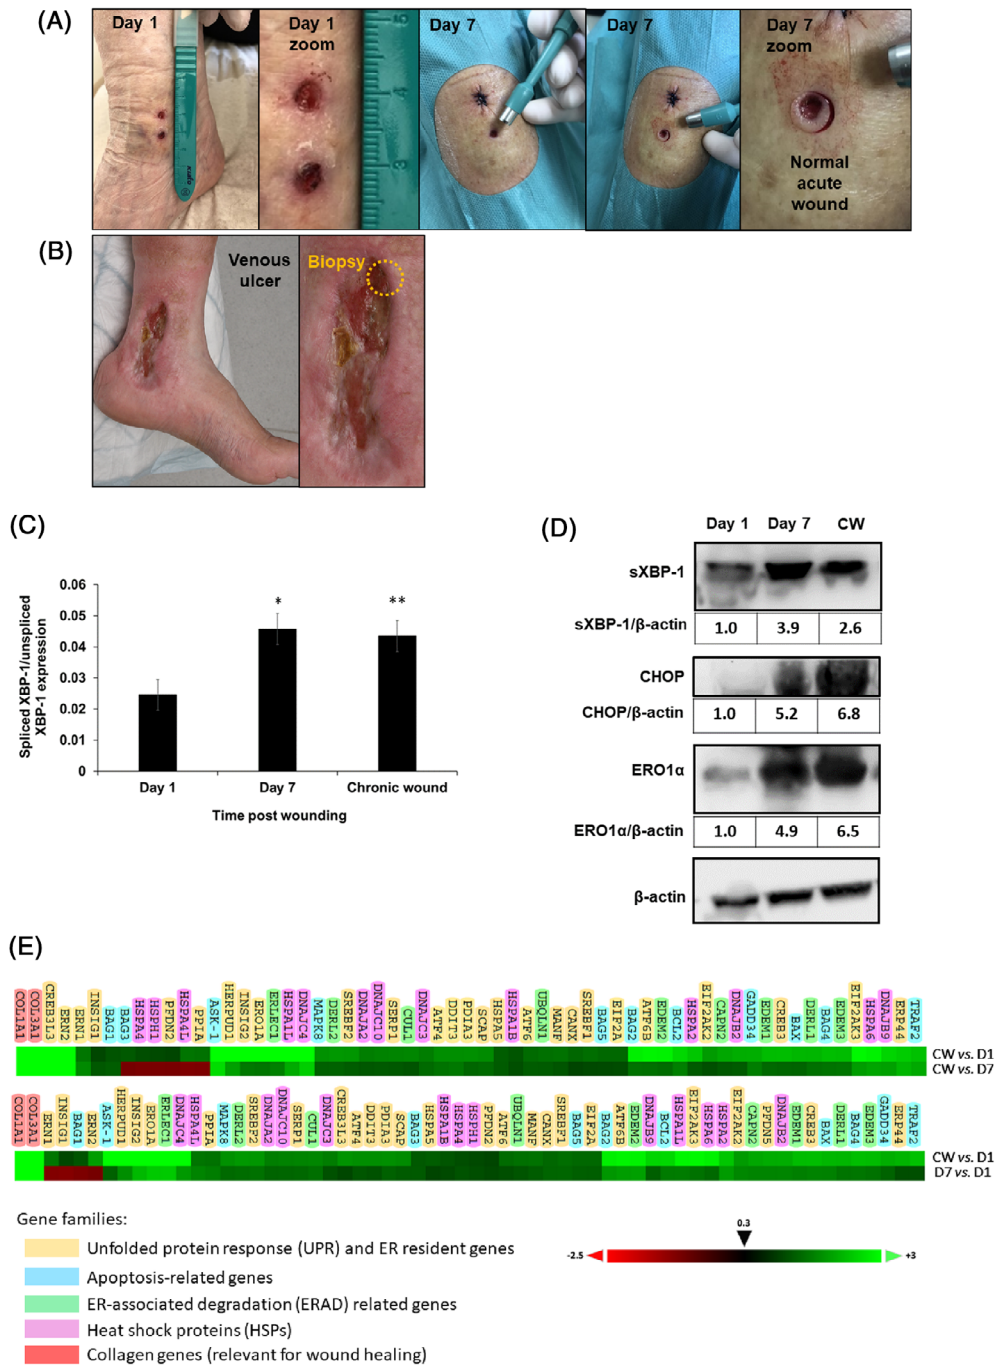 (A)
Day 1
Day 1
zoom
Day 7
Day 7
Day 7
zoom
Normal
acute
wound
(B)
Venous
ulcer
Biopsy
(C)
Spliced XBP-1/unspliced
XBP-1 expression
0.06
0.05
0.04
0.03
0.02
0.01
0
*
**
Day 1
Day 7
Chronic wound
Time post wounding
(D)
Day 1
Day 7
CW
sXBP-1
sXBP-1/β-actin
1.0
3.9
2.6
CHOP
CHOP/β-actin
1.0
5.2
6.8
ERO1α
ERO1α/β-actin
1.0
4.9
6.5
β-actin
(E)
COL1A1
COL3A1
CREB3L3
ERN2
ERN1
INSIG1
BAG1
BAG3
HSPA4
HSPH1
PFDN2
HSPA4L
PPIA
ASK-1
HERPUD1
INSIG2
ERO1A
ERLEC1
HSPA1L
DNAJC4
MAPK8
DERL2
SREBF2
DNAJA2
DNAJC10
SERP1
CUL1
DNAJC3
ATF4
DDIT3
PDIA3
SCAP
HSPA5
HSPA1B
ATF6
UBQLN1
MANF
CANX
SREBF1
BAG5
EIF2A
BAG2
ATF6B
EDEM2
BCL2
HSPA2
EIF2AK2
CAPN2
DNAJB2
GADD34
EDEM1
CREB3
BAX
DERL1
BAG4
EDEM3
EIF2AK3
HSPA6
DNAJB9
ERP44
TRAF2
CW vs. D1
CW vs. D7
COL1A1
COL3A1
ERN1
INSIG1
BAG1
ERN2
ASK-1
HERPUD1
INSIG2
ERO1A
ERLEC1
DNAJC4
HSPA4L
PPIA
MAPK8
DERL2
SREBF2
DNAJA2
DNAJC10
SERP1
CUL1
DNAJC3
CREB3L3
ATF4
DDIT3
PDIA3
SCAP
BAG3
HSPA5
HSPA1B
HSPA4
HSPH1
PFDN2
ATF6
UBQLN1
MANF
CANX
SREBF1
BAG5
EIF2A
BAG2
ATF6B
EDEM2
DNAJB9
BCL2
HSPA1L
EIF2AK3
HSPA6
HSPA2
EIF2AK2
CAPN2
PFDN5
DNAJB2
EDEM1
CREB3
BAX
DERL1
BAG4
EDEM3
GADD34
ERP44
TRAF2
CW vs. D1
D7 vs. D1
Gene families:
Unfolded protein response (UPR) and ER resident genes
Apoptosis-related genes
ER-associated degradation (ERAD) related genes
Heat shock proteins (HSPs)
Collagen genes (relevant for wound healing)
0.3
-2.5
+3